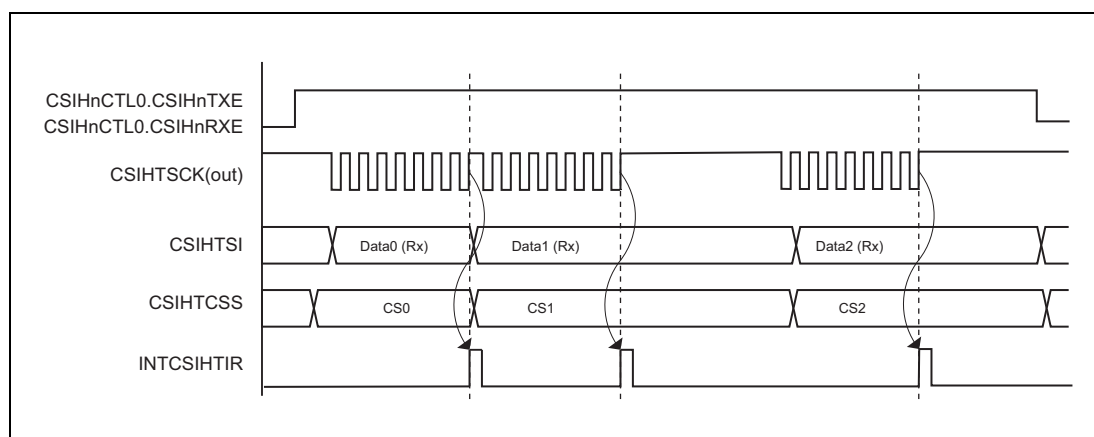 CSIHnCTL0.CSIHnTXE
CSIHnCTL0.CSIHnRXE
CSIHTSCK(out)
CSIHTSI
Data0 (Rx)
Data1 (Rx)
Data2 (Rx)
CSIHTCSS
CS0
CS1
CS2
INTCSIHTIR